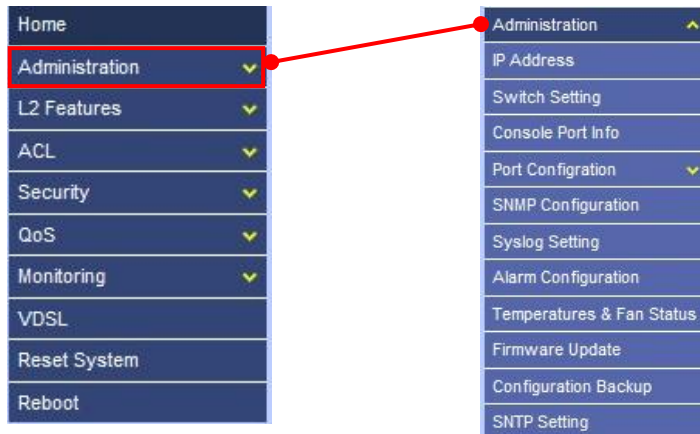 Home
Administration
L2 Features
ACL
Security
QoS
Monitoring
VDSL
Reset System
Reboot
Administration
IP Address
Switch Setting
Console Port Info
Port Configration
SNMP Configuration
Syslog Setting
Alarm Configuration
Temperatures & Fan Status
Firmware Update
Configuration Backup
SNTP Setting